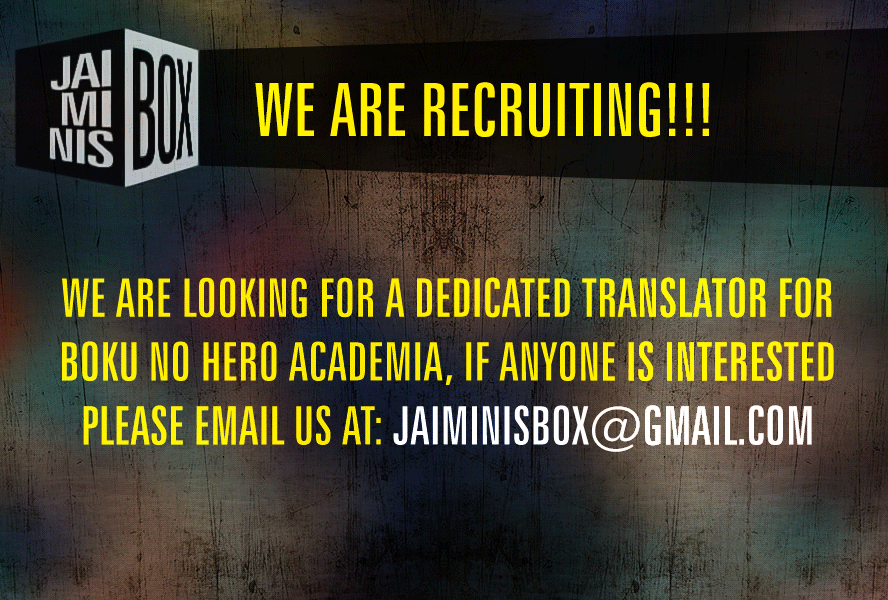 JAI
MI
NIS
BOX
WE ARE RECRUITING!!!
WE ARE LOOKING FOR A DEDICATED TRANSLATOR FOR
BOKU NO HERO ACADEMIA, IF ANYONE IS INTERESTED
PLEASE EMAIL US AT: JAIMINISBOX@GMAIL.COM